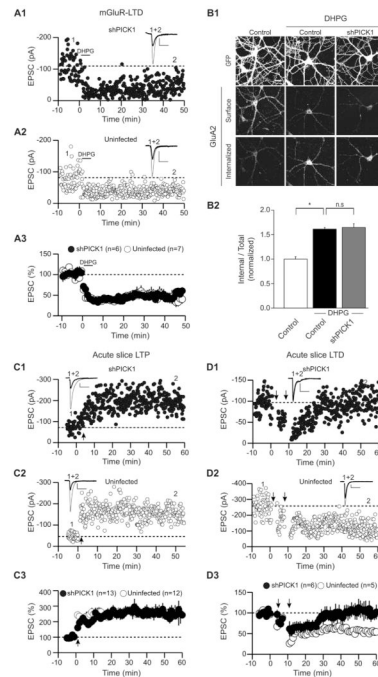 A1
mGluR-LTD
shPICK1
1+2
-200
-100
0
EPSC (pA)
1
DHPG
2
-10 0 10 20 30 40 50
Time (min)
A2
Uninfected
1+2
-200
-100
0
EPSC (pA)
1
DHPG
2
-10 0 10 20 30 40 50
Time (min)
A3
shPICK1 (n=6) Uninfected (n=7)
DHPG
150
100
50
0
EPSC (%)
-10 0 10 20 30 40 50
Time (min)
B1
DHPG
Control Control shPICK1
GFP
GluA2
Surface
Internalized
B2
* n.s
2.0
1.5
1.0
0.5
0
Internal / Total
(normalized)
Control Control shPICK1
DHPG
Acute slice LTP
C1
shPICK1
1+2
-300
-200
-100
0
EPSC (pA)
1
2
-10 0 10 20 30 40 50 60
Time (min)
C2
Uninfected
1+2
-300
-200
-100
0
EPSC (pA)
1
2
-10 0 10 20 30 40 50 60
Time (min)
C3
shPICK1 (n=13) Uninfected (n=12)
400
300
200
100
0
EPSC (%)
-10 0 10 20 30 40 50 60
Time (min)
Acute slice LTD
D1
shPICK1
1+2
-150
-100
-50
0
EPSC (pA)
1
2
-10 0 10 20 30 40 50 60
Time (min)
D2
Uninfected
1+2
-400
-300
-200
-100
0
EPSC (pA)
1
2
-10 0 10 20 30 40 50 60
Time (min)
D3
shPICK1 (n=6) Uninfected (n=5)
150
100
50
0
EPSC (%)
-10 0 10 20 30 40 50 60
Time (min)